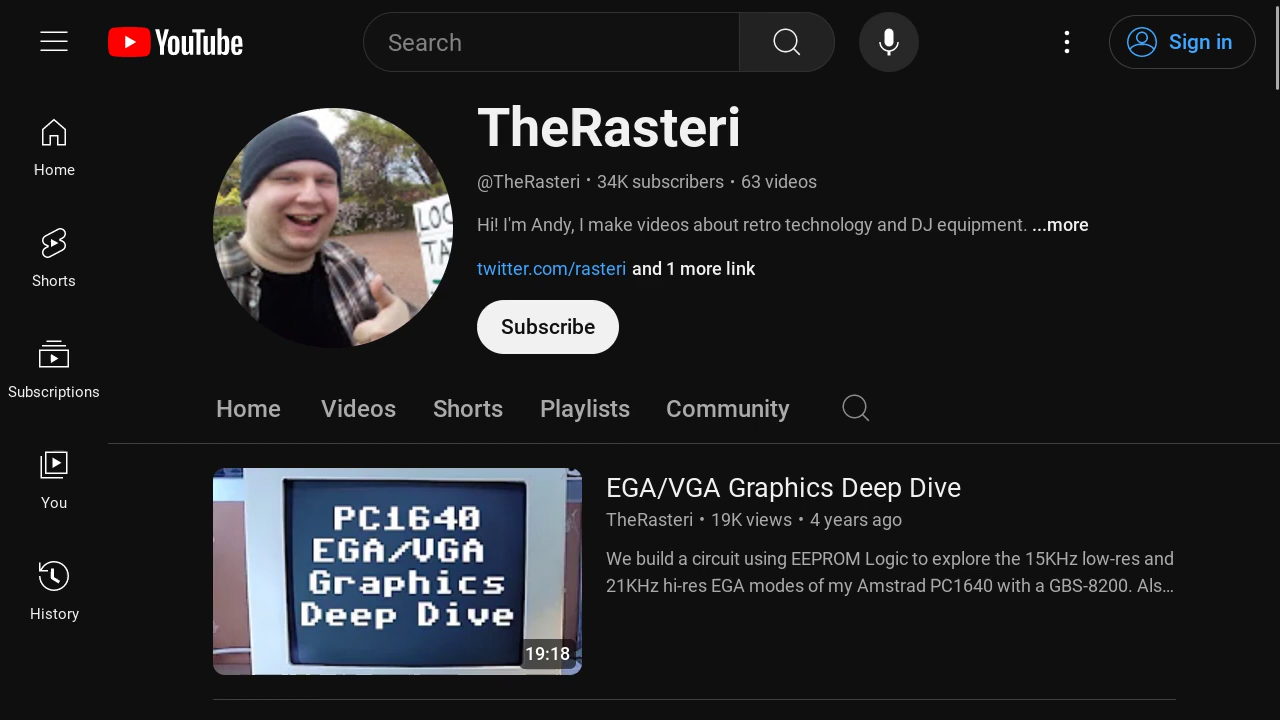 YouTube
Search
Sign in
Home
Shorts
Subscriptions
You
History
LOC
TA
TheRasteri
@TheRasteri • 34K subscribers • 63 videos
Hi! I'm Andy, I make videos about retro technology and DJ equipment. ...more
twitter.com/rasteri and 1 more link
Subscribe
Home Videos Shorts Playlists Community
PC1640
EGA/VGA
Graphics
Deep Dive
19:18
EGA/VGA Graphics Deep Dive
TheRasteri • 19K views • 4 years ago
We build a circuit using EEPROM Logic to explore the 15KHz low-res and
21KHz hi-res EGA modes of my Amstrad PC1640 with a GBS-8200. Als...